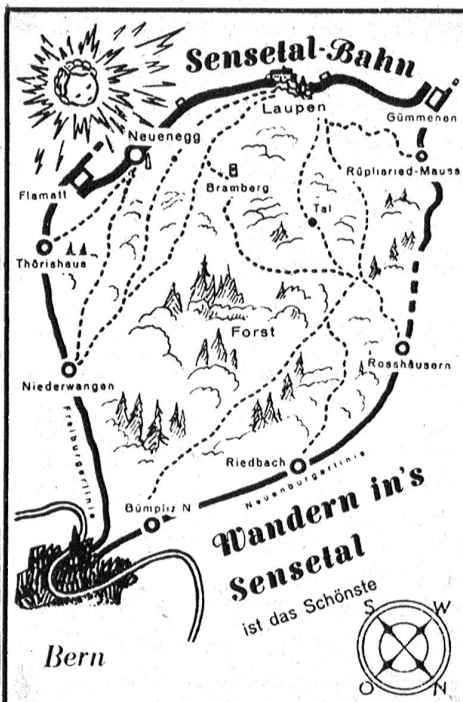 Sensetal-Bahn
Laupen
Gümmenen
Neuenegg
Bramberg
Rüplisried-Mauss
Flamatt
Tal
Thörishaus
Forst
Rosshäusern
Niederwangen
Freiburgerlinie
Riedbach
Neuenburgerlinie
Bümpliz N
Wandern in's
Sensetal
ist das Schönste
Bern
S W
O N